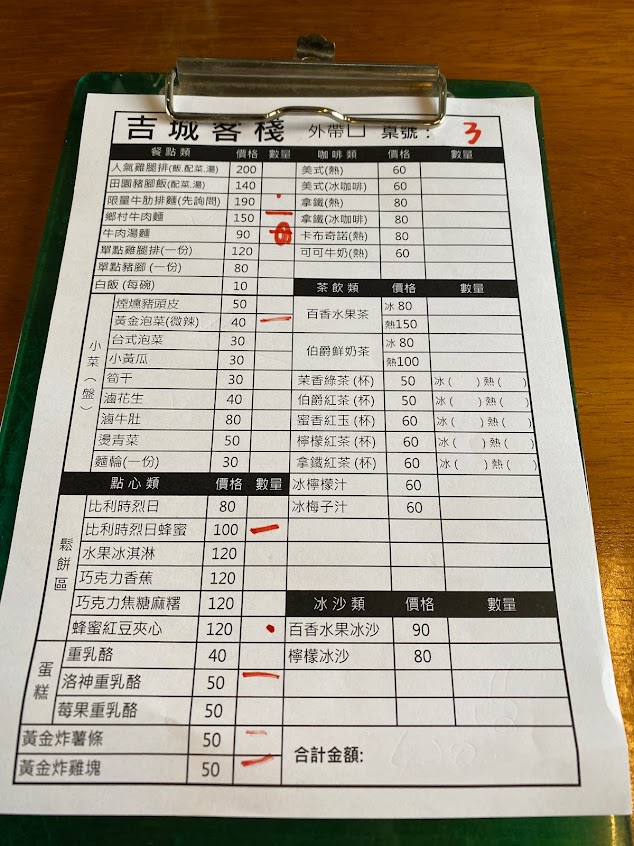 吉城客棧 外帶□ 桌號： 3
餐點類 價格 數量 咖啡類 價格 數量
人氣雞腿排(飯,配菜,湯) 200 美式(熱) 60
田園豬腳飯(配菜,湯) 140 美式(冰咖啡) 60
限量牛肋排麵(先詢問) 190 拿鐵(熱) 80
鄉村牛肉麵 150 一 拿鐵(冰咖啡) 80
牛肉湯麵 90 卡布奇諾(熱) 80
單點雞腿排(一份) 120 可可牛奶(熱) 60
單點豬腳(一份) 80
白飯(每碗) 10 茶飲類 價格 數量
小菜(盤)
煙燻豬頭皮 50 百香水果茶 冰 80
黃金泡菜(微辣) 40 一 熱150
台式泡菜 30 伯爵鮮奶茶 冰 80
小黃瓜 30 熱100
筍干 30 茉香綠茶(杯) 50 冰( )熱( )
滷花生 40 伯爵紅茶(杯) 50 冰( )熱( )
滷牛肚 80 蜜香紅玉(杯) 60 冰( )熱( )
燙青菜 50 檸檬紅茶(杯) 60 冰( )熱( )
麵輪(一份) 30 拿鐵紅茶(杯) 60 冰( )熱( )
點心類 價格 數量 冰檸檬汁 60
鬆餅區
比利時烈日 80 冰梅子汁 60
比利時烈日蜂蜜 100 一
水果冰淇淋 120
巧克力香蕉 120
巧克力焦糖麻糬 120 冰沙類 價格 數量
蜂蜜紅豆夾心 120 百香水果冰沙 90
蛋糕
重乳酪 40 檸檬冰沙 80
洛神重乳酪 50 一
莓果重乳酪 50
黃金炸薯條 50 一 合計金額:
黃金炸雞塊 50 一